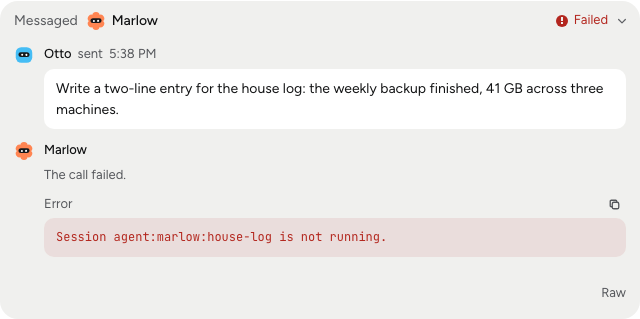 Messaged Marlow Failed
Otto sent 5:38 PM
Write a two-line entry for the house log: the weekly backup finished, 41 GB across three
machines.
Marlow
The call failed.
Error
Session agent:marlow:house-log is not running.
Raw